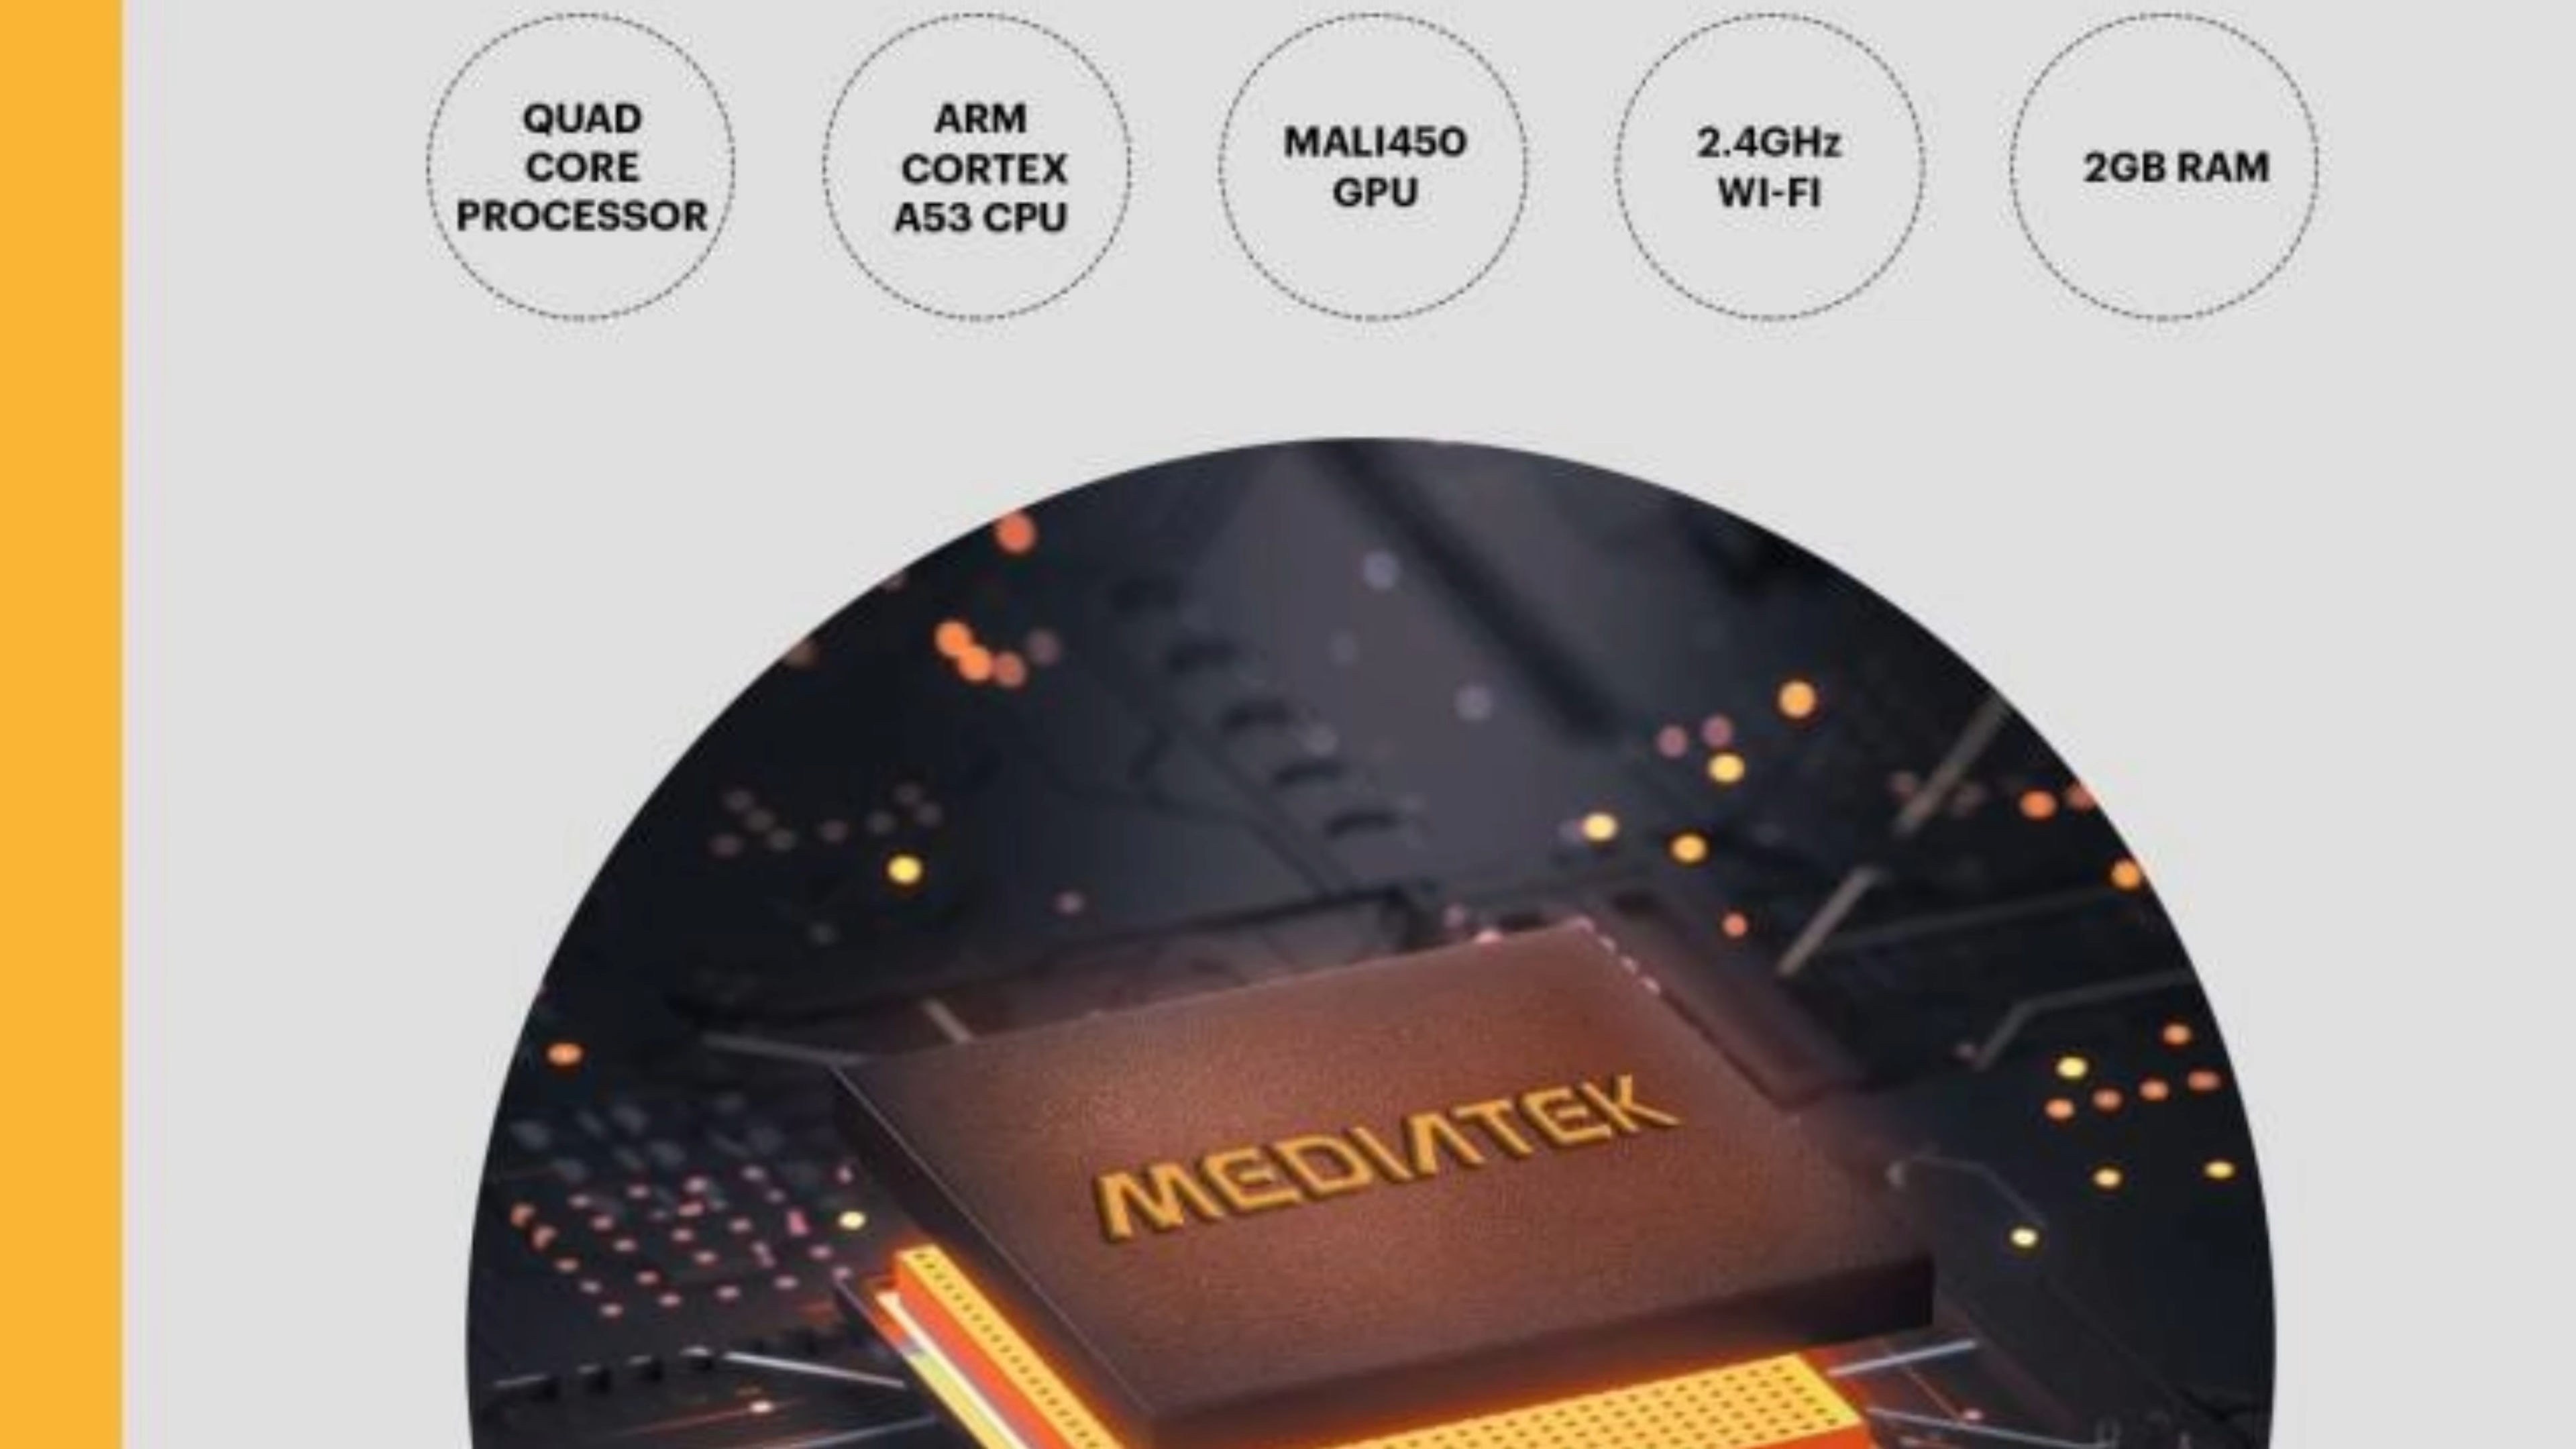 QUAD
CORE
PROCESSOR
ARM
CORTEX
A53 CPU
MALI450
GPU
2.4GHz
WI-FI
2GB RAM
MEDIATEK